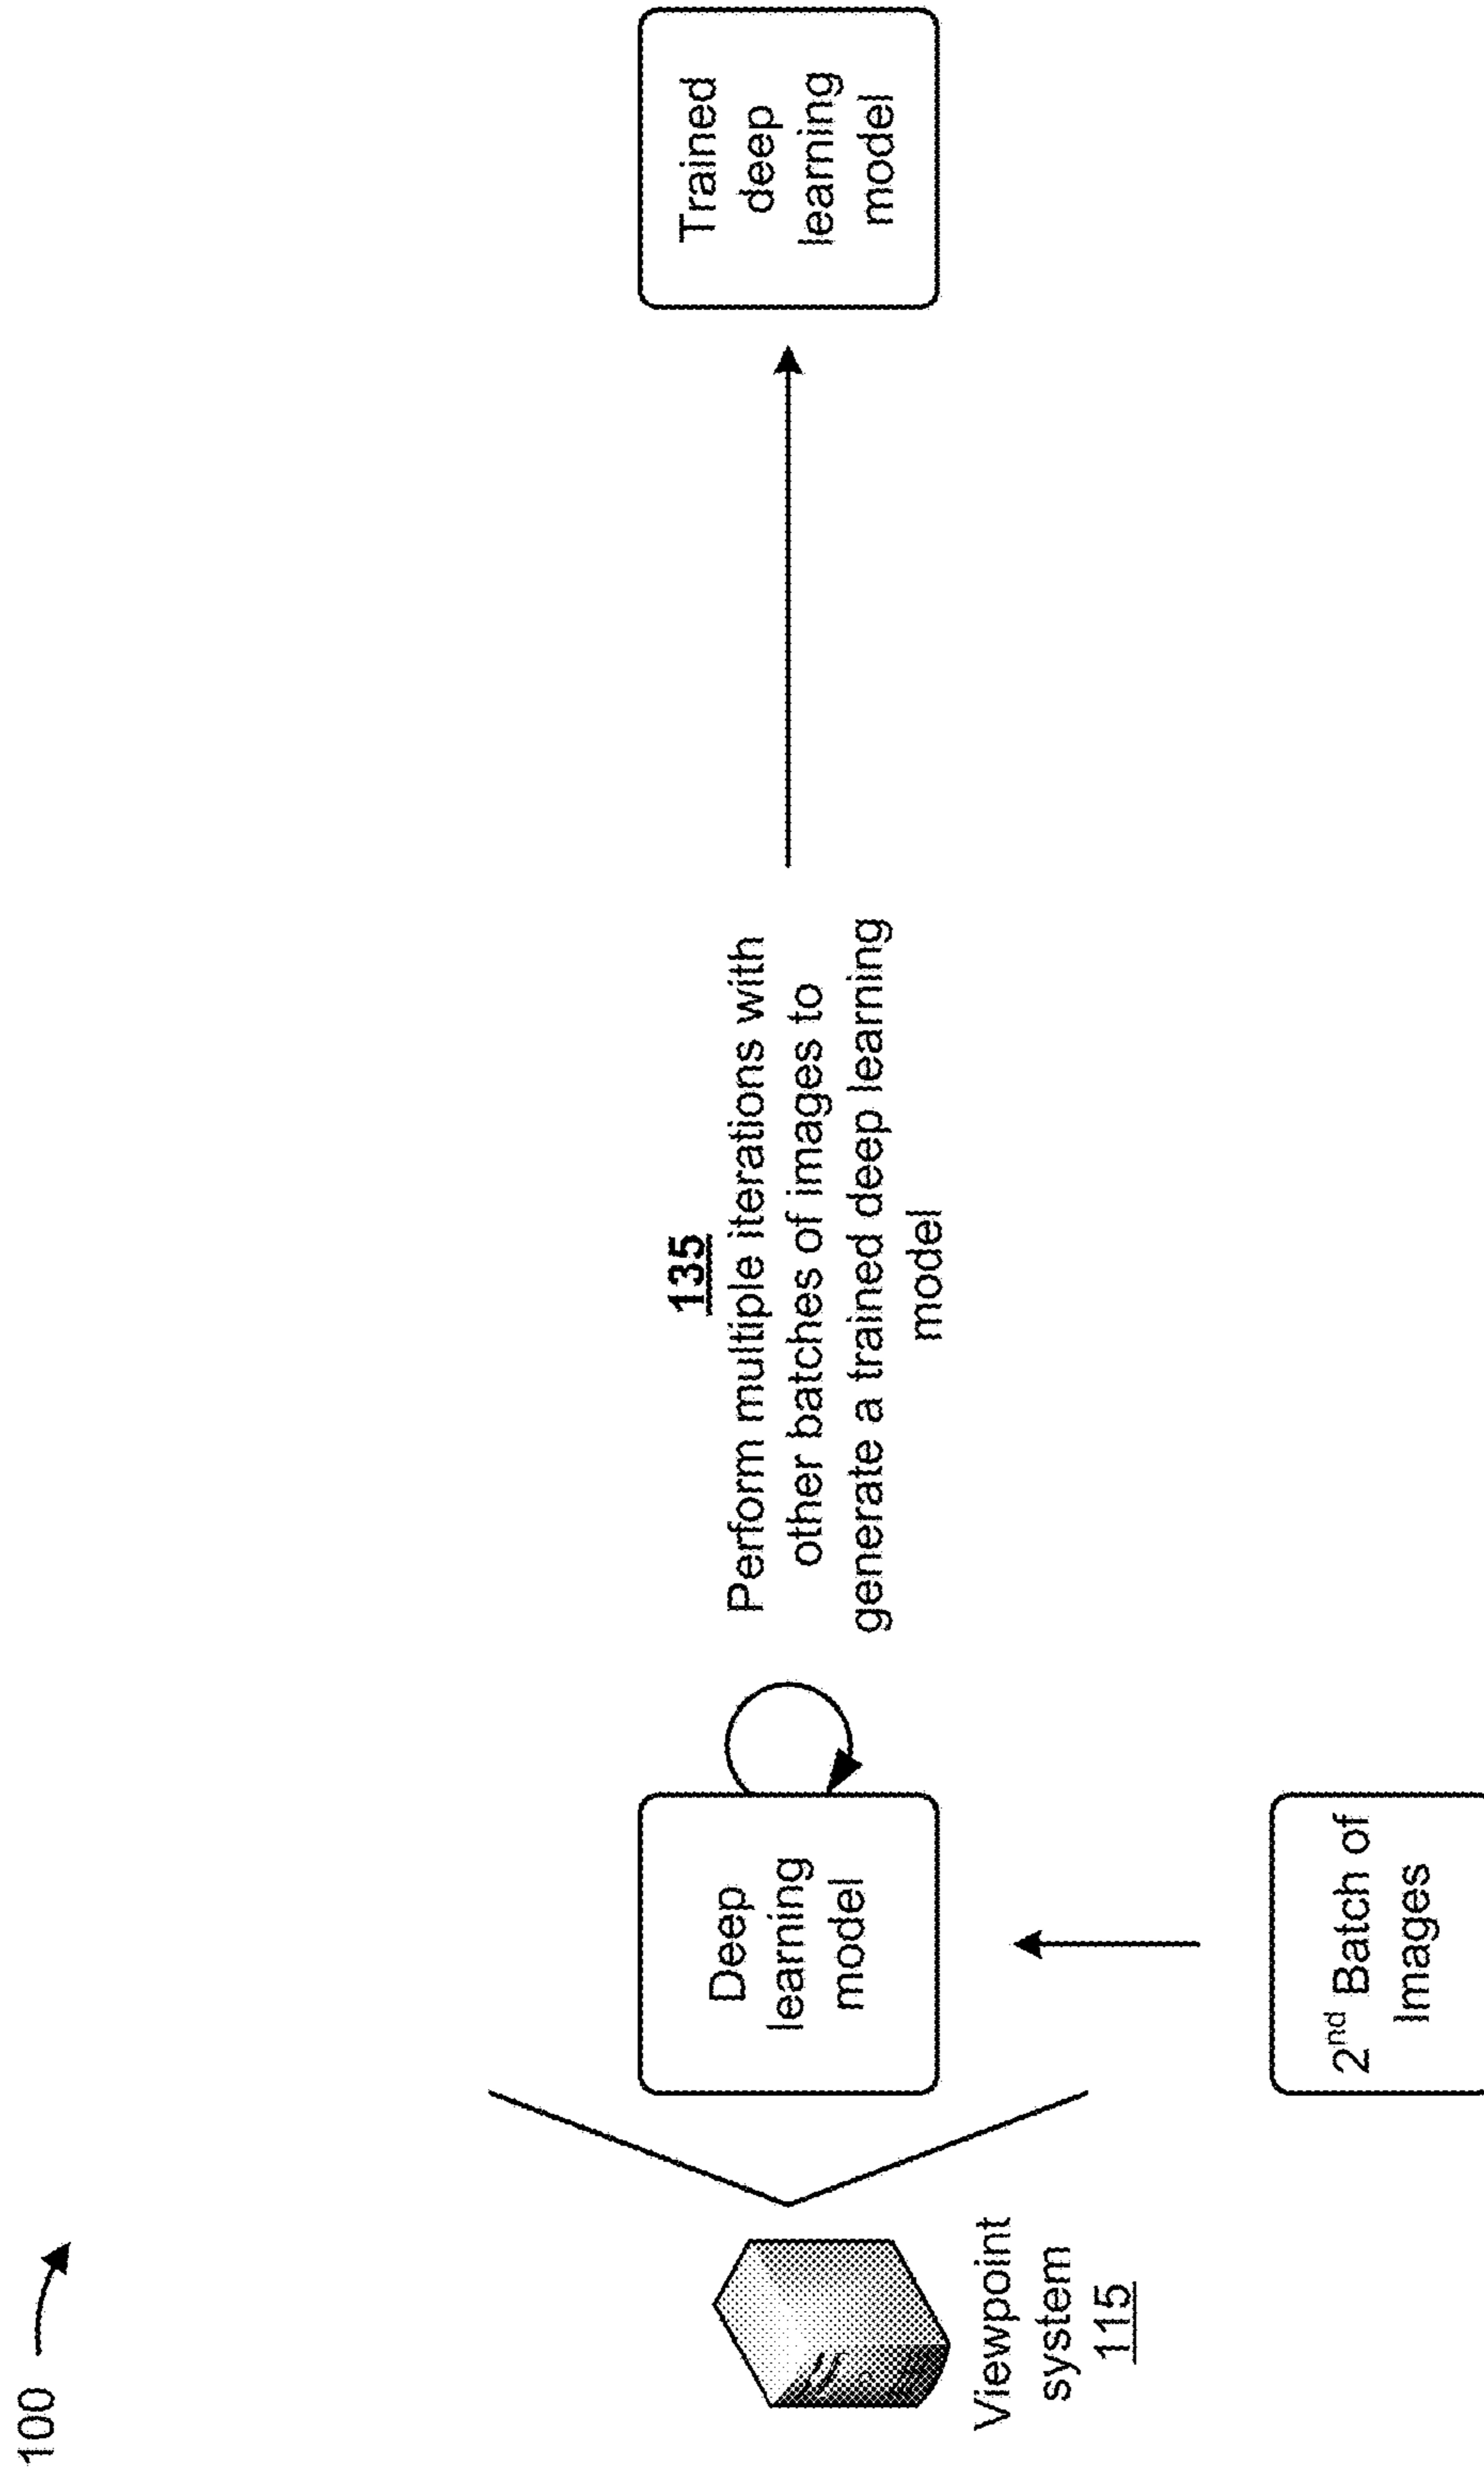 100
Viewpoint
system
115
Deep
learning
model
2nd Batch of
Images
135
Perform multiple iterations with
other batches of images to
generate a trained deep learning
model
Trained
deep
learning
model